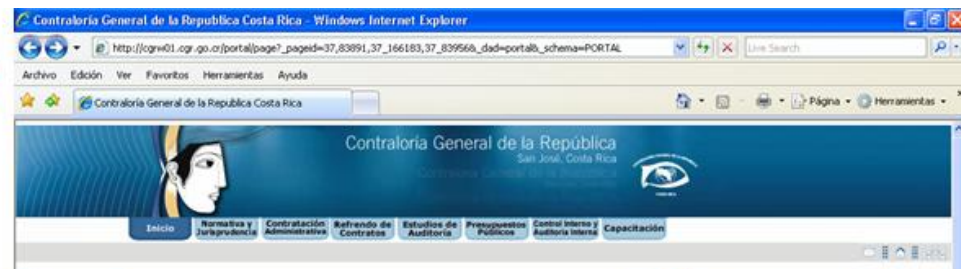 Contraloría General de la Republica Costa Rica - Windows Internet Explorer
http://cgrw01.cgr.go.cr/portal/page?_pageid=37,83891,37_166183,37_83956&_dad=portal&_schema=PORTAL
Live Search
Archivo Edición Ver Favoritos Herramientas Ayuda
Contraloría General de la Republica Costa Rica
Página
Herramientas
Contraloría General de la República
San José, Costa Rica
Inicio
Normativa y Jurisprudencia
Contratación Administrativa
Refrendo de Contratos
Estudios de Auditoría
Presupuestos Públicos
Control Interno y Auditoría Interna
Capacitación